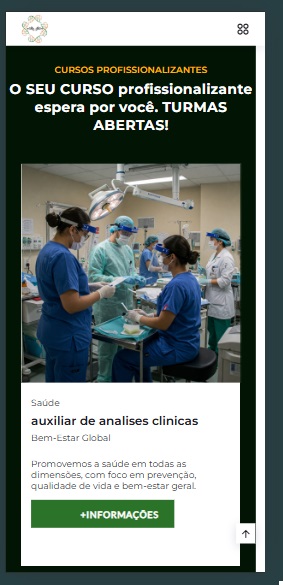 CURSOS PROFISSIONALIZANTES
O SEU CURSO profissionalizante
espera por você. TURMAS
ABERTAS!
Saúde
auxiliar de analises clinicas
Bem-Estar Global
Promovemos a saúde em todas as
dimensões, com foco em prevenção,
qualidade de vida e bem-estar geral.
+INFORMAÇÕES